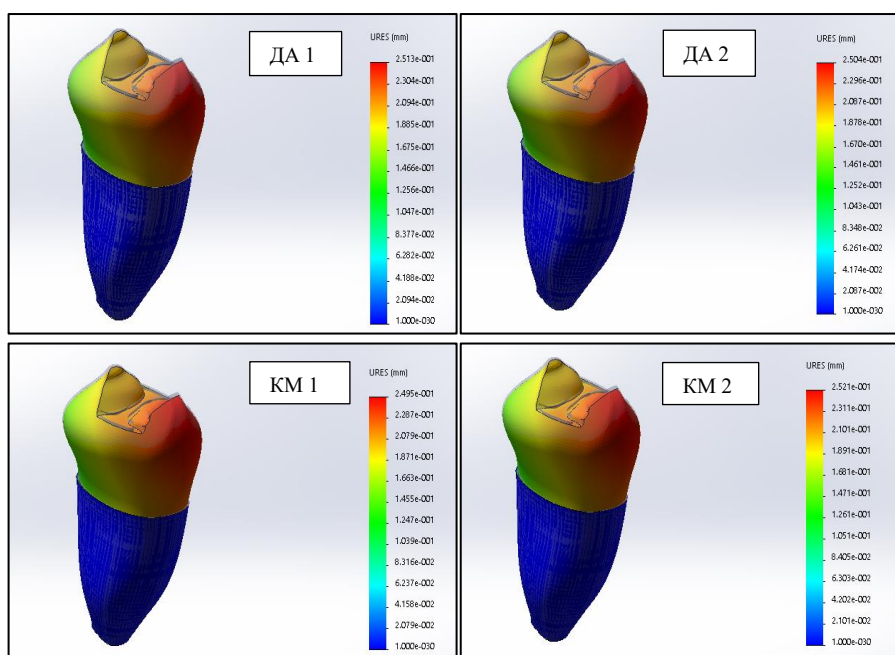 URES (mm)
ДА 1
2.513e-001
2.304e-001
2.094e-001
1.885e-001
1.675e-001
1.466e-001
1.256e-001
1.047e-001
8.377e-002
6.282e-002
4.188e-002
2.094e-002
1.000e-030
URES (mm)
ДА 2
2.504e-001
2.296e-001
2.087e-001
1.878e-001
1.670e-001
1.461e-001
1.252e-001
1.043e-001
8.348e-002
6.261e-002
4.174e-002
2.087e-002
1.000e-030
URES (mm)
КМ 1
2.495e-001
2.287e-001
2.079e-001
1.871e-001
1.663e-001
1.455e-001
1.247e-001
1.039e-001
8.316e-002
6.237e-002
4.158e-002
2.079e-002
1.000e-030
URES (mm)
КМ 2
2.521e-001
2.311e-001
2.101e-001
1.891e-001
1.681e-001
1.471e-001
1.261e-001
1.051e-001
8.405e-002
6.303e-002
4.202e-002
2.101e-002
1.000e-030